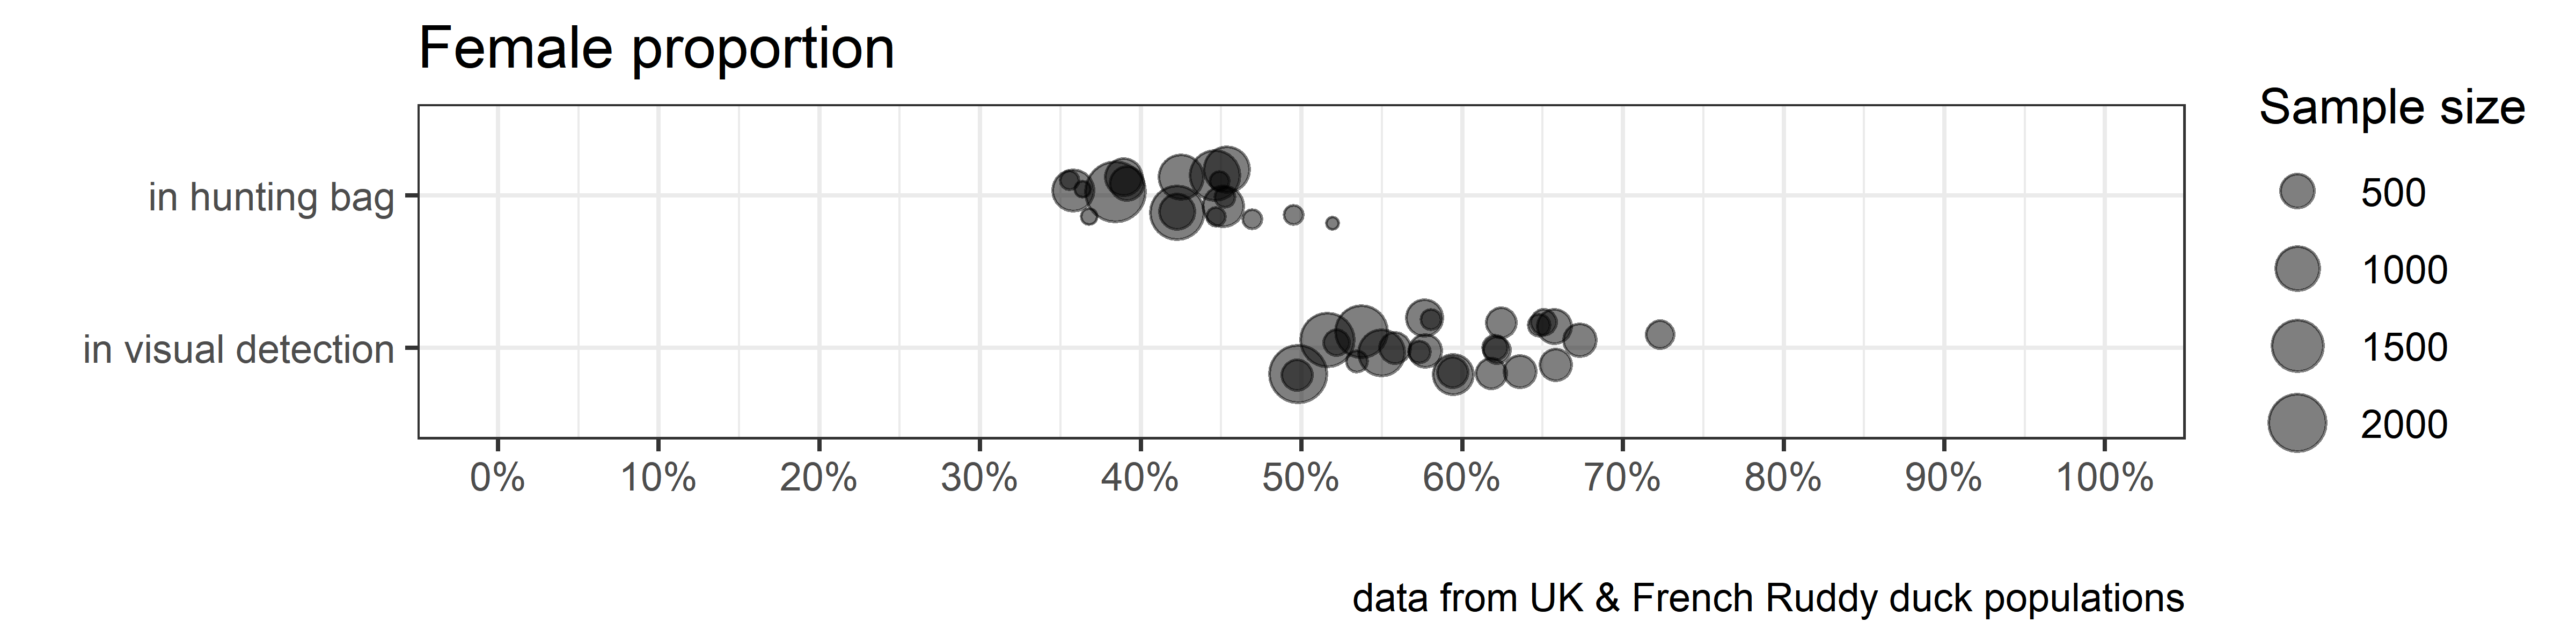 Female proportion
in hunting bag
in visual detection
0% 10% 20% 30% 40% 50% 60% 70% 80% 90% 100%
Sample size
500
1000
1500
2000
data from UK & French Ruddy duck populations